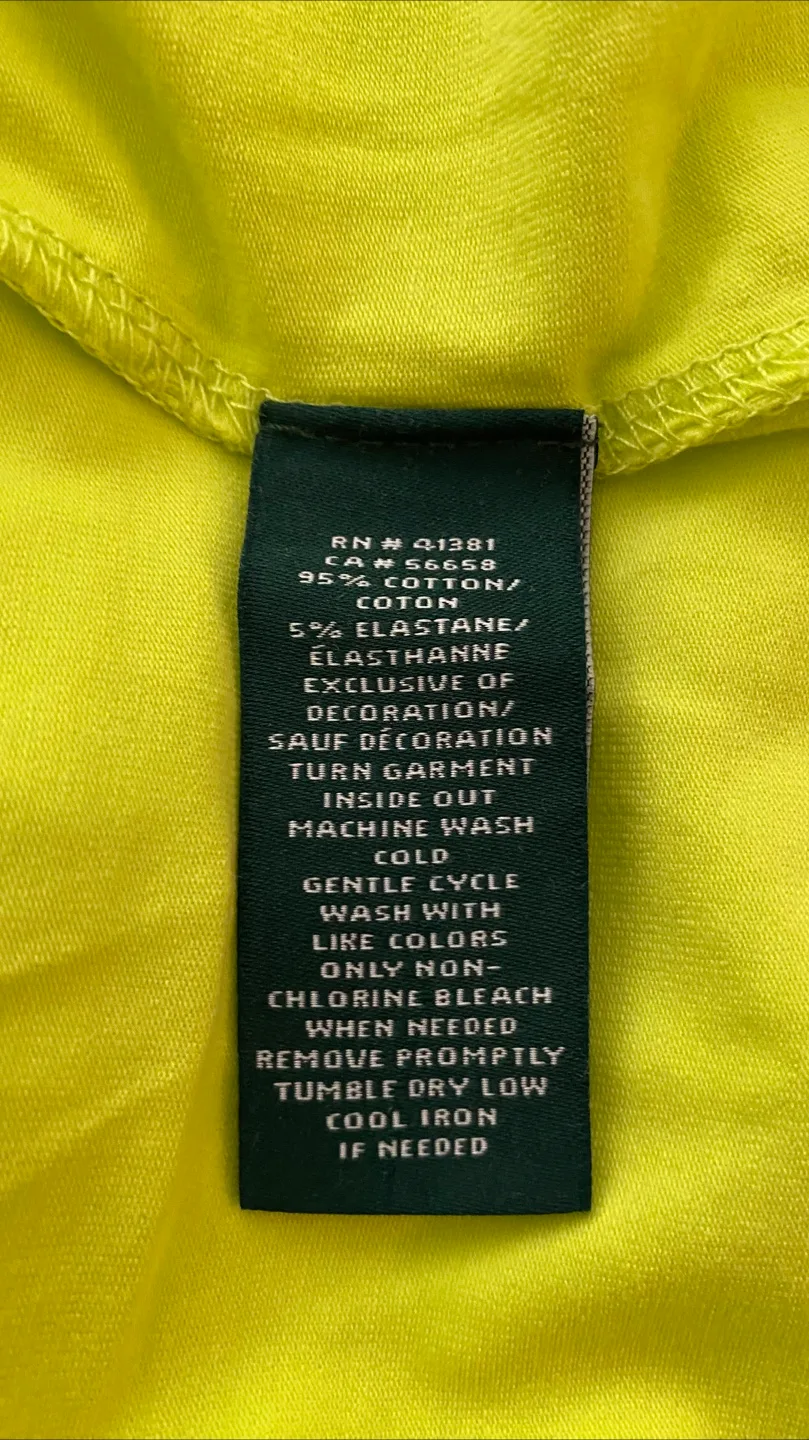 RN # 41381
CA # 56658
95% COTTON/
COTON
5% ELASTANE/
ÉLASTHANNE
EXCLUSIVE OF
DECORATION/
SAUF DÉCORATION
TURN GARMENT
INSIDE OUT
MACHINE WASH
COLD
GENTLE CYCLE
WASH WITH
LIKE COLORS
ONLY NON-
CHLORINE BLEACH
WHEN NEEDED
REMOVE PROMPTLY
TUMBLE DRY LOW
COOL IRON
IF NEEDED